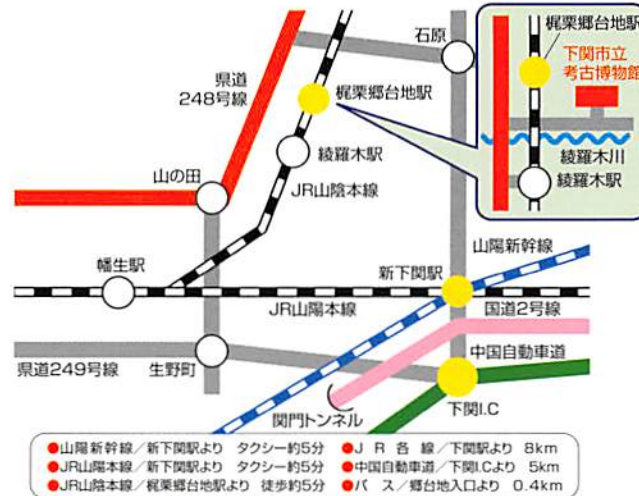 梶栗郷台地駅
下関市立
考古博物館
綾羅木川
綾羅木駅
石原
県道
248号線
梶栗郷台地駅
綾羅木駅
山の田
JR山陰本線
山陽新幹線
幡生駅
新下関駅
JR山陽本線
国道2号線
中国自動車道
県道249号線
生野町
関門トンネル
下関I.C
●山陽新幹線／新下関駅より タクシー約5分
●JR山陽本線／新下関駅より タクシー約5分
●JR山陰本線／梶栗郷台地駅より 徒歩約5分
●JR各線／下関駅より 8km
●中国自動車道／下関I.Cより 5km
●バス／郷台地入口より 0.4km